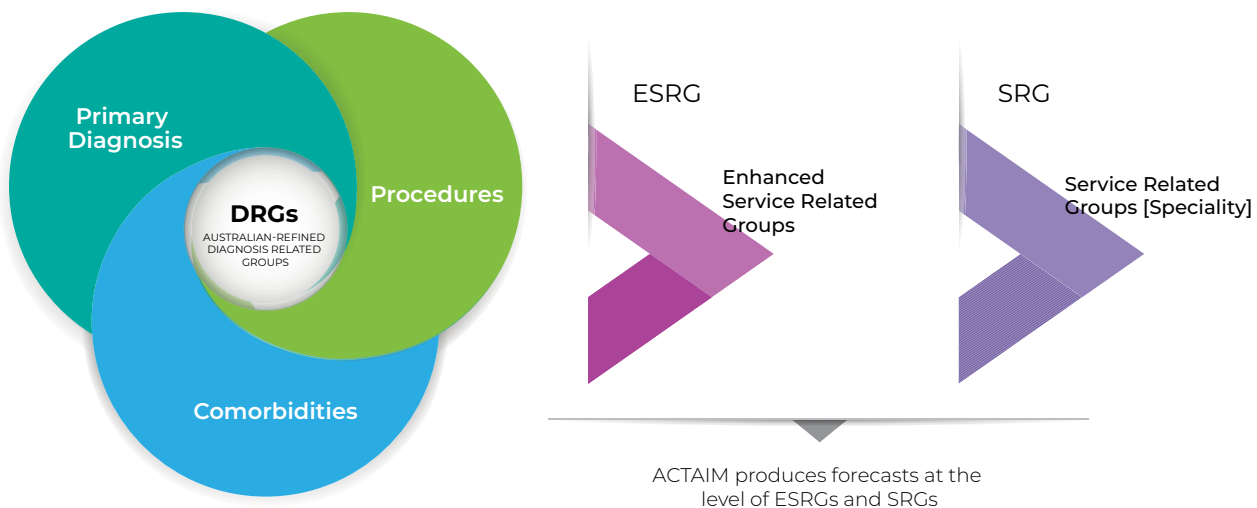 Primary
Diagnosis
Procedures
DRGs
AUSTRALIAN-REFINED
DIAGNOSIS RELATED
GROUPS
Comorbidities
ESRG
Enhanced
Service Related
Groups
SRG
Service Related
Groups [Speciality]
ACTAIM produces forecasts at the
level of ESRGs and SRGs